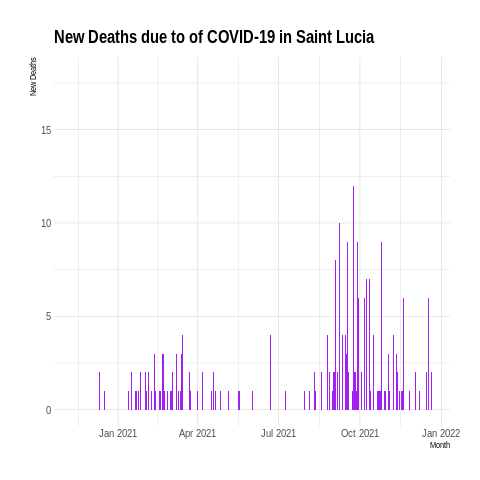 New Deaths due to of COVID-19 in Saint Lucia
New Deaths
15
10
5
0
Jan 2021 Apr 2021 Jul 2021 Oct 2021 Jan 2022
Month